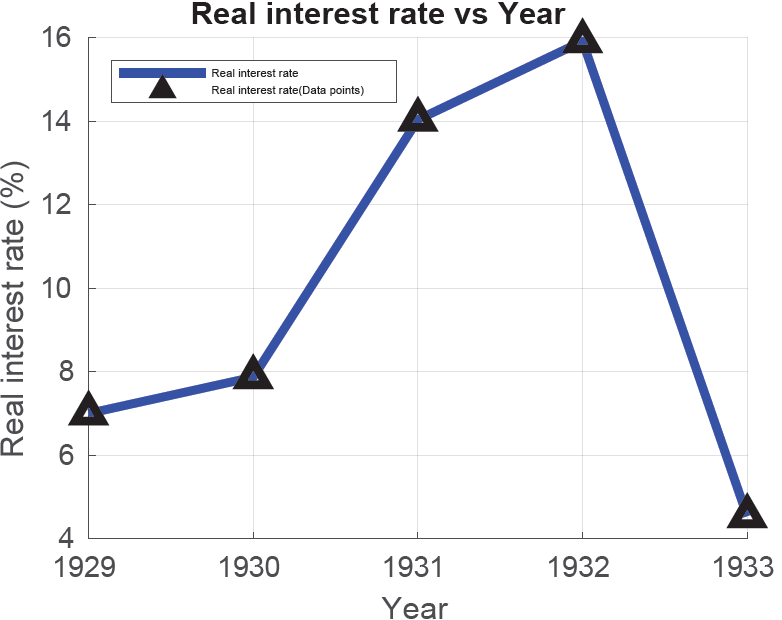 Real interest rate vs Year
16
14
12
10
8
6
4
Real interest rate (%)
Real interest rate
Real interest rate(Data points)
1929 1930 1931 1932 1933
Year